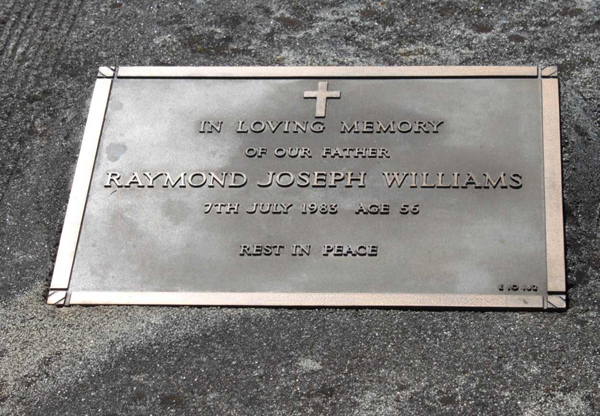 IN LOVING MEMORY
OF OUR FATHER
RAYMOND JOSEPH WILLIAMS
7TH JULY 1983 AGE 56
REST IN PEACE